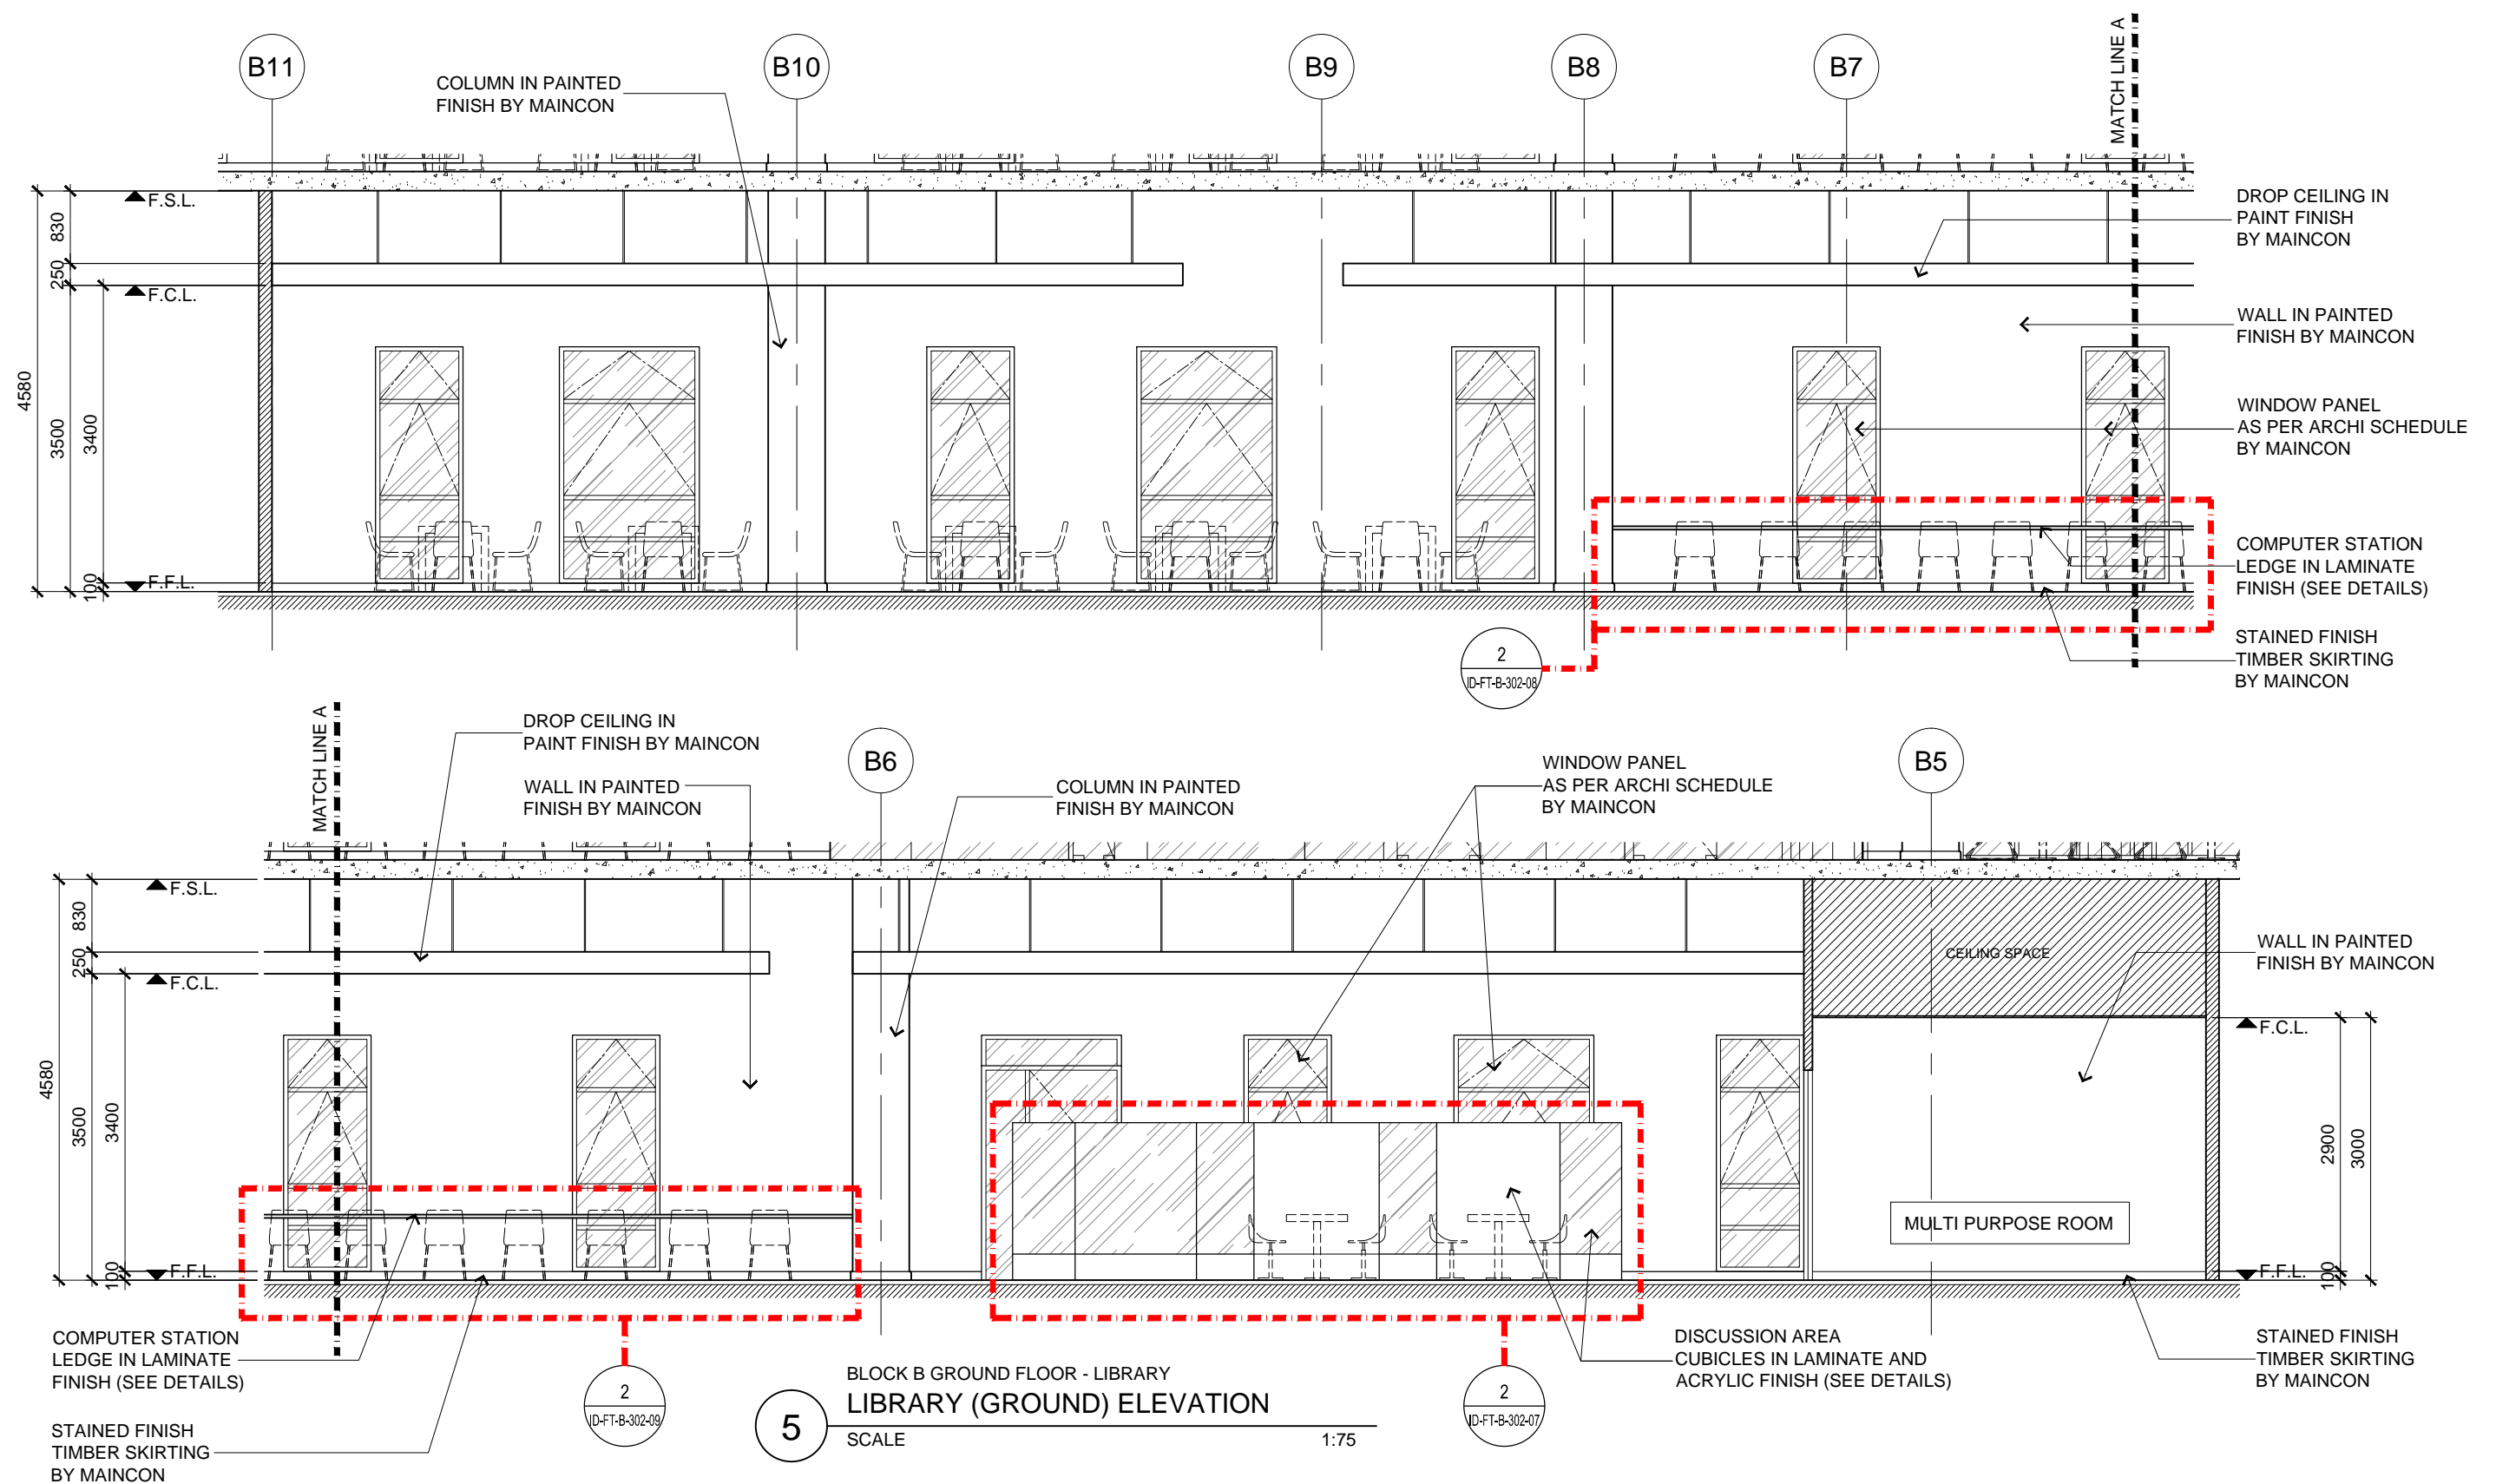 B11
B10
B9
B8
B7
MATCH LINE A
COLUMN IN PAINTED
FINISH BY MAINCON
F.S.L.
F.C.L.
F.F.L.
830
250
4580
3500
3400
100
DROP CEILING IN
PAINT FINISH
BY MAINCON
WALL IN PAINTED
FINISH BY MAINCON
WINDOW PANEL
AS PER ARCHI SCHEDULE
BY MAINCON
COMPUTER STATION
LEDGE IN LAMINATE
FINISH (SEE DETAILS)
STAINED FINISH
TIMBER SKIRTING
BY MAINCON
2
ID-FT-B-302-08
MATCH LINE A
DROP CEILING IN
PAINT FINISH BY MAINCON
WALL IN PAINTED
FINISH BY MAINCON
B6
COLUMN IN PAINTED
FINISH BY MAINCON
WINDOW PANEL
AS PER ARCHI SCHEDULE
BY MAINCON
B5
F.S.L.
F.C.L.
F.F.L.
830
250
4580
3500
3400
100
CEILING SPACE
WALL IN PAINTED
FINISH BY MAINCON
F.C.L.
2900
3000
MULTI PURPOSE ROOM
F.F.L.
100
COMPUTER STATION
LEDGE IN LAMINATE
FINISH (SEE DETAILS)
STAINED FINISH
TIMBER SKIRTING
BY MAINCON
2
ID-FT-B-302-09
2
ID-FT-B-302-07
DISCUSSION AREA
CUBICLES IN LAMINATE AND
ACRYLIC FINISH (SEE DETAILS)
STAINED FINISH
TIMBER SKIRTING
BY MAINCON
5
BLOCK B GROUND FLOOR - LIBRARY
LIBRARY (GROUND) ELEVATION
SCALE 1:75